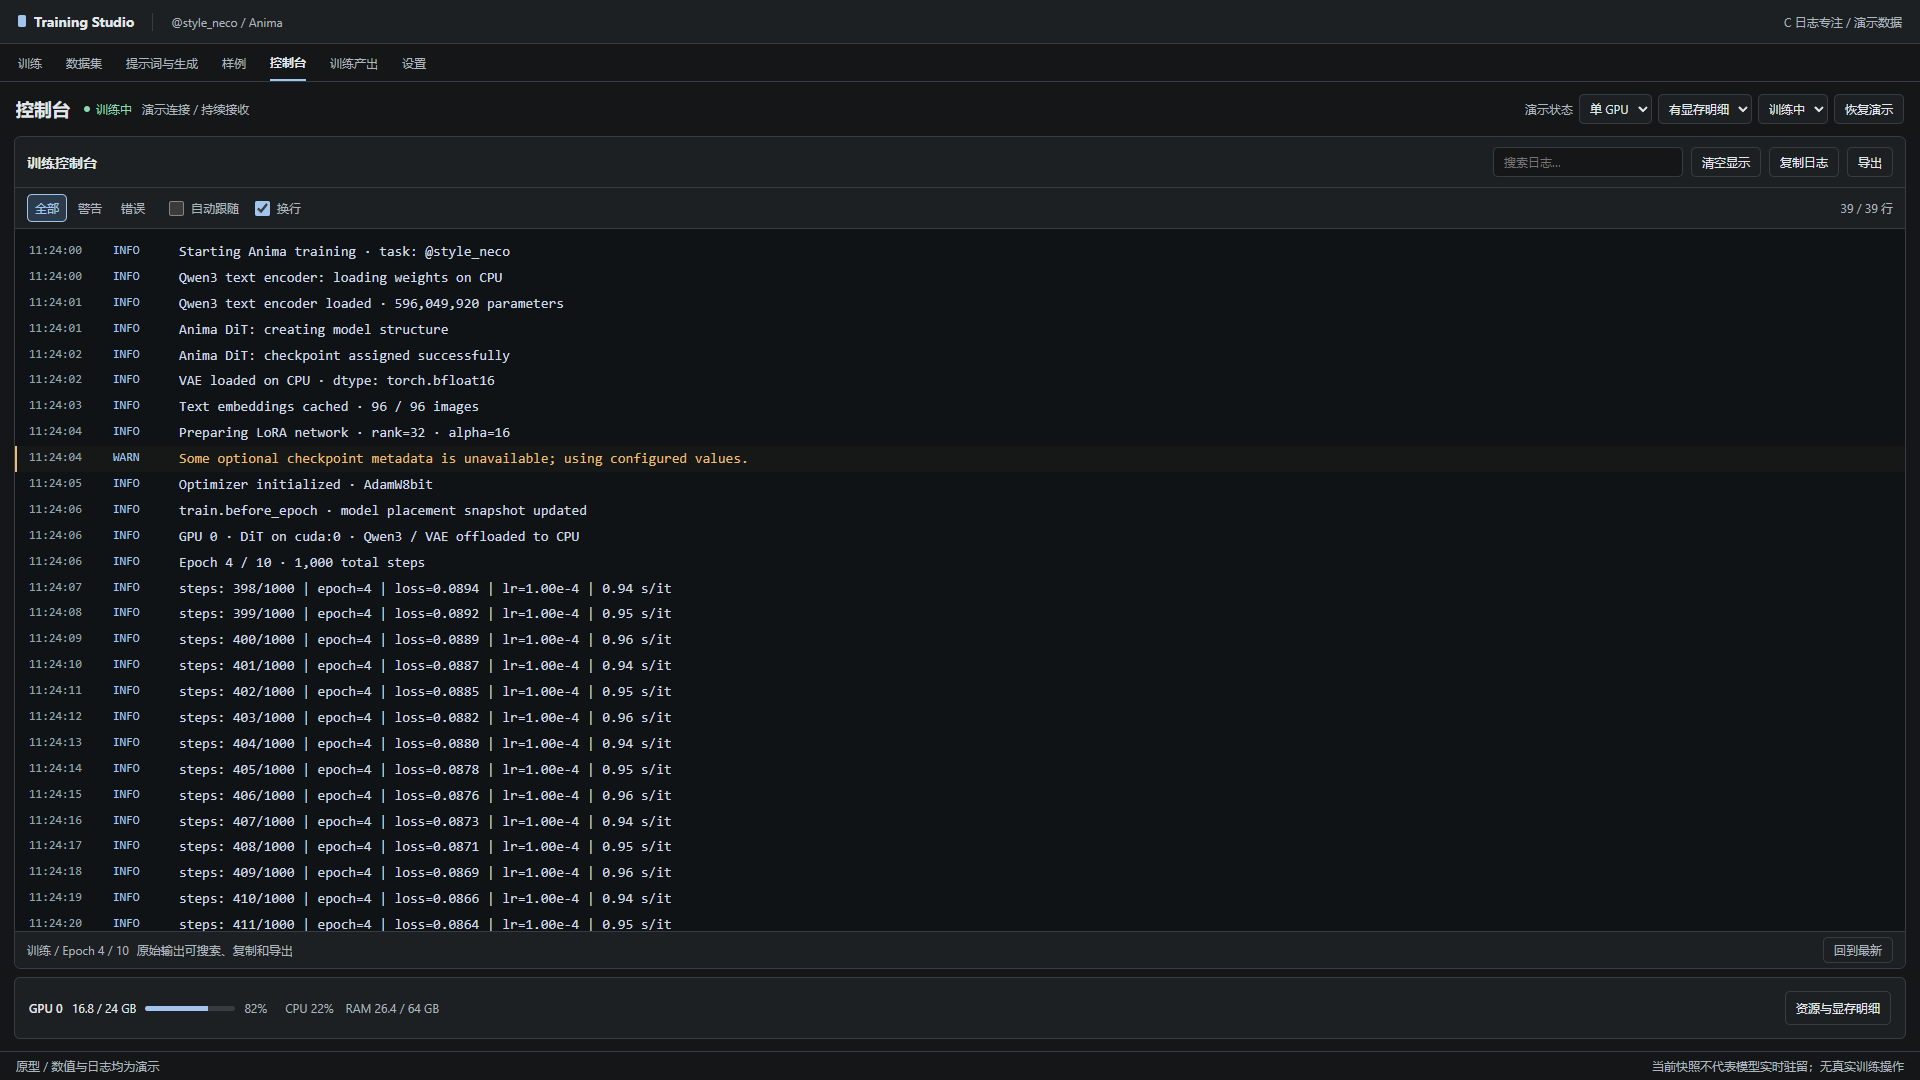 Training Studio @style_neco / Anima C 日志专注 / 演示数据
训练 数据集 提示词与生成 样例 控制台 训练产出 设置
控制台 训练中 演示连接 / 持续接收 演示状态 单 GPU 有显存明细 训练中 恢复演示
训练控制台 搜索日志... 清空显示 复制日志 导出
全部 警告 错误 自动跟随 换行 39 / 39 行
11:24:00 INFO Starting Anima training · task: @style_neco
11:24:00 INFO Qwen3 text encoder: loading weights on CPU
11:24:01 INFO Qwen3 text encoder loaded · 596,049,920 parameters
11:24:01 INFO Anima DiT: creating model structure
11:24:02 INFO Anima DiT: checkpoint assigned successfully
11:24:02 INFO VAE loaded on CPU · dtype: torch.bfloat16
11:24:03 INFO Text embeddings cached · 96 / 96 images
11:24:04 INFO Preparing LoRA network · rank=32 · alpha=16
11:24:04 WARN Some optional checkpoint metadata is unavailable; using configured values.
11:24:05 INFO Optimizer initialized · AdamW8bit
11:24:06 INFO train.before_epoch · model placement snapshot updated
11:24:06 INFO GPU 0 · DiT on cuda:0 · Qwen3 / VAE offloaded to CPU
11:24:06 INFO Epoch 4 / 10 · 1,000 total steps
11:24:07 INFO steps: 398/1000 | epoch=4 | loss=0.0894 | lr=1.00e-4 | 0.94 s/it
11:24:08 INFO steps: 399/1000 | epoch=4 | loss=0.0892 | lr=1.00e-4 | 0.95 s/it
11:24:09 INFO steps: 400/1000 | epoch=4 | loss=0.0889 | lr=1.00e-4 | 0.96 s/it
11:24:10 INFO steps: 401/1000 | epoch=4 | loss=0.0887 | lr=1.00e-4 | 0.94 s/it
11:24:11 INFO steps: 402/1000 | epoch=4 | loss=0.0885 | lr=1.00e-4 | 0.95 s/it
11:24:12 INFO steps: 403/1000 | epoch=4 | loss=0.0882 | lr=1.00e-4 | 0.96 s/it
11:24:13 INFO steps: 404/1000 | epoch=4 | loss=0.0880 | lr=1.00e-4 | 0.94 s/it
11:24:14 INFO steps: 405/1000 | epoch=4 | loss=0.0878 | lr=1.00e-4 | 0.95 s/it
11:24:15 INFO steps: 406/1000 | epoch=4 | loss=0.0876 | lr=1.00e-4 | 0.96 s/it
11:24:16 INFO steps: 407/1000 | epoch=4 | loss=0.0873 | lr=1.00e-4 | 0.94 s/it
11:24:17 INFO steps: 408/1000 | epoch=4 | loss=0.0871 | lr=1.00e-4 | 0.95 s/it
11:24:18 INFO steps: 409/1000 | epoch=4 | loss=0.0869 | lr=1.00e-4 | 0.96 s/it
11:24:19 INFO steps: 410/1000 | epoch=4 | loss=0.0866 | lr=1.00e-4 | 0.94 s/it
11:24:20 INFO steps: 411/1000 | epoch=4 | loss=0.0864 | lr=1.00e-4 | 0.95 s/it
训练 / Epoch 4 / 10 原始输出可搜索、复制和导出 回到最新
GPU 0 16.8 / 24 GB 82% CPU 22% RAM 26.4 / 64 GB 资源与显存明细
原型 / 数值与日志均为演示 当前快照不代表模型实时驻留；无真实训练操作